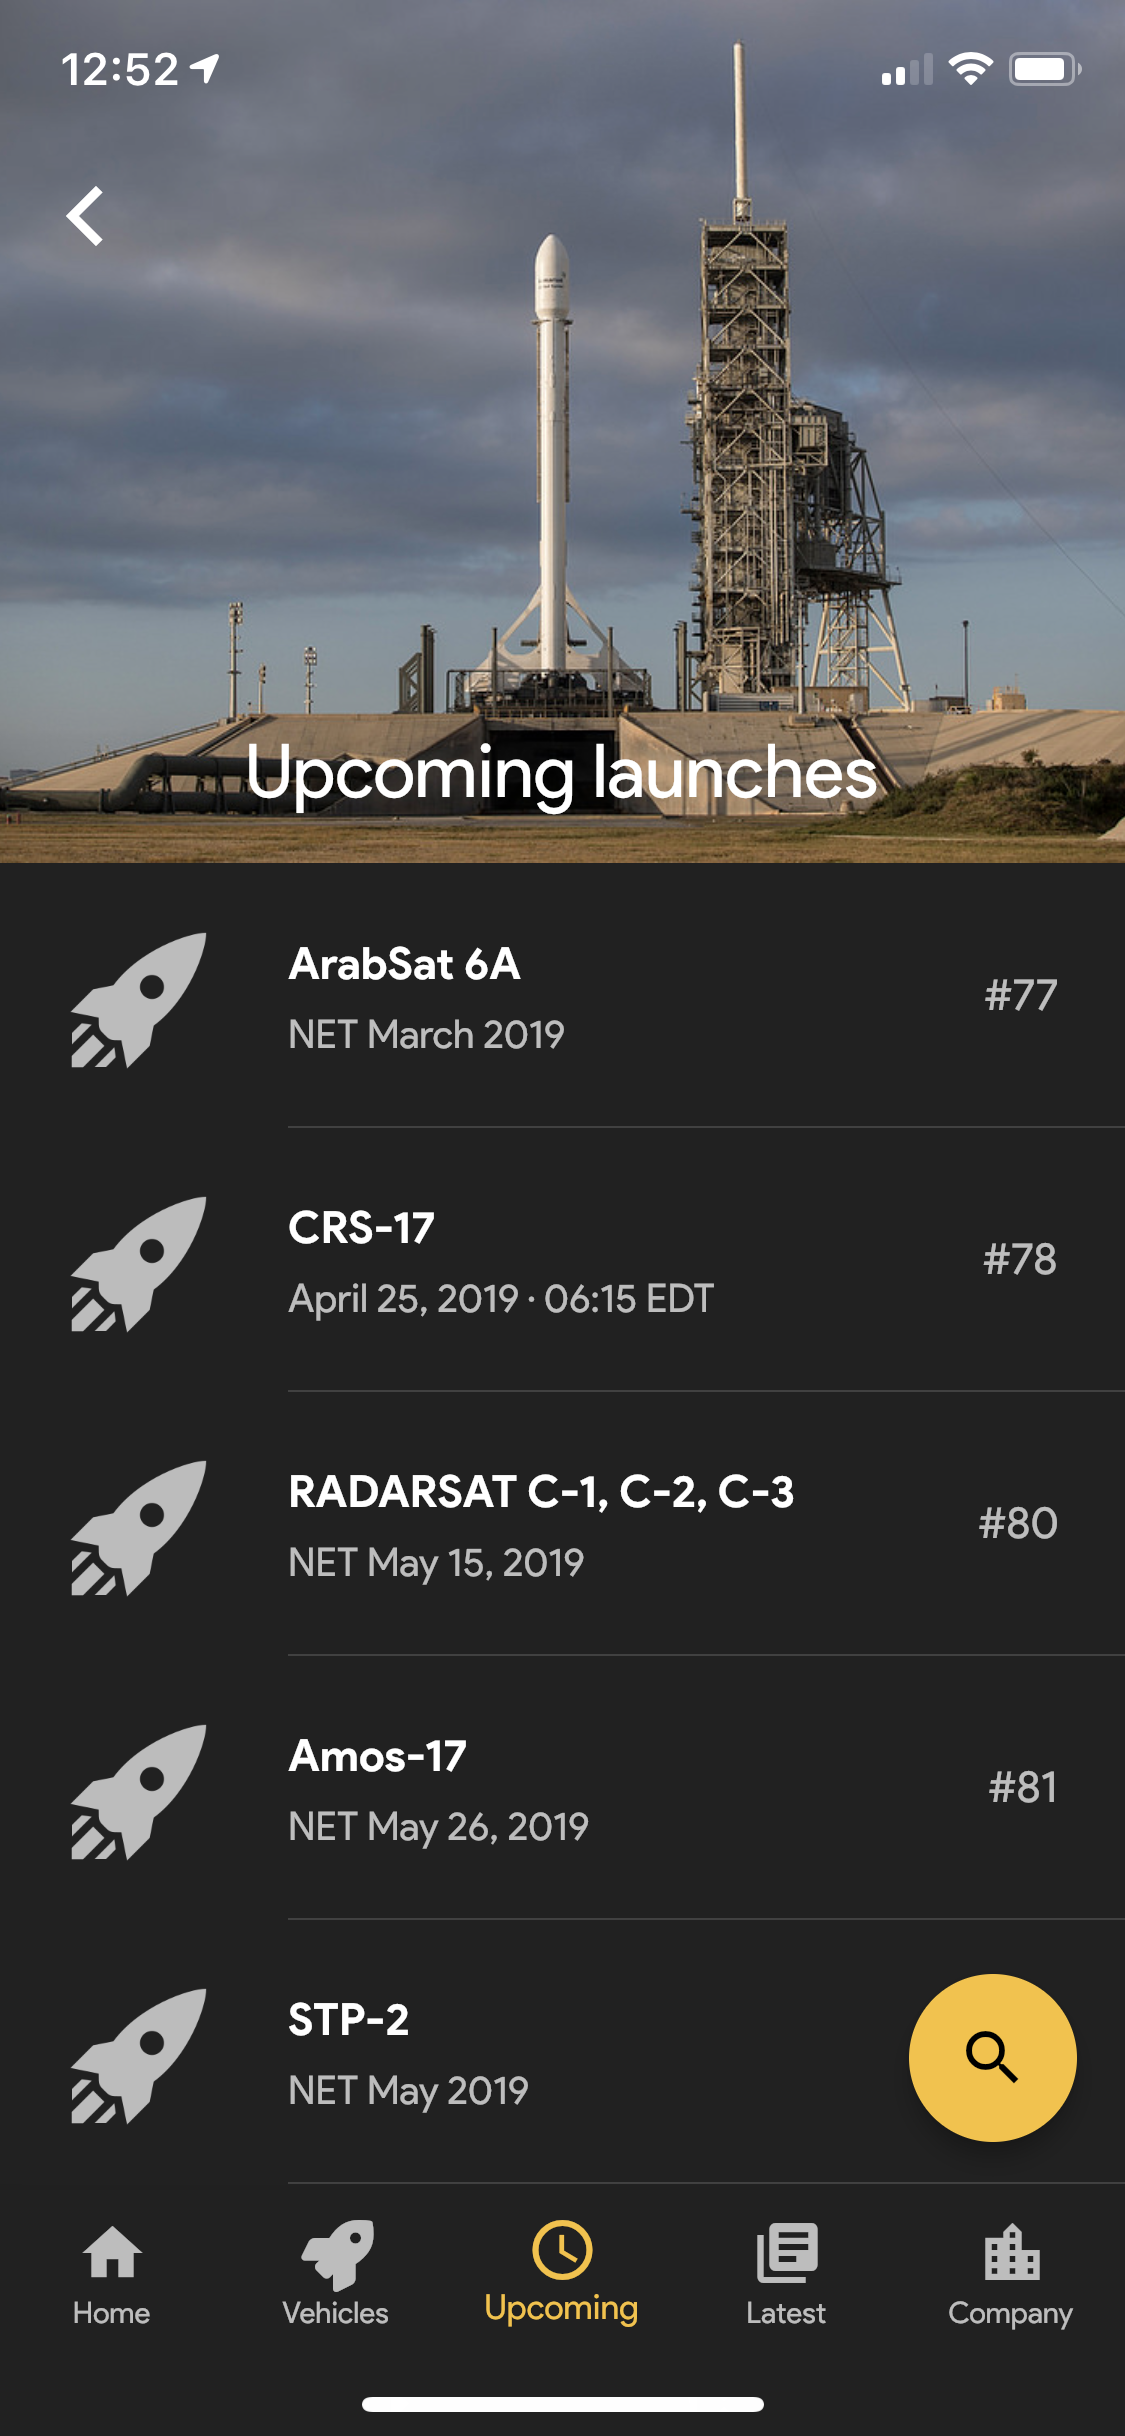 12:52
Upcoming launches
ArabSat 6A
NET March 2019
#77
CRS-17
April 25, 2019 · 06:15 EDT
#78
RADARSAT C-1, C-2, C-3
NET May 15, 2019
#80
Amos-17
NET May 26, 2019
#81
STP-2
NET May 2019
Home
Vehicles
Upcoming
Latest
Company